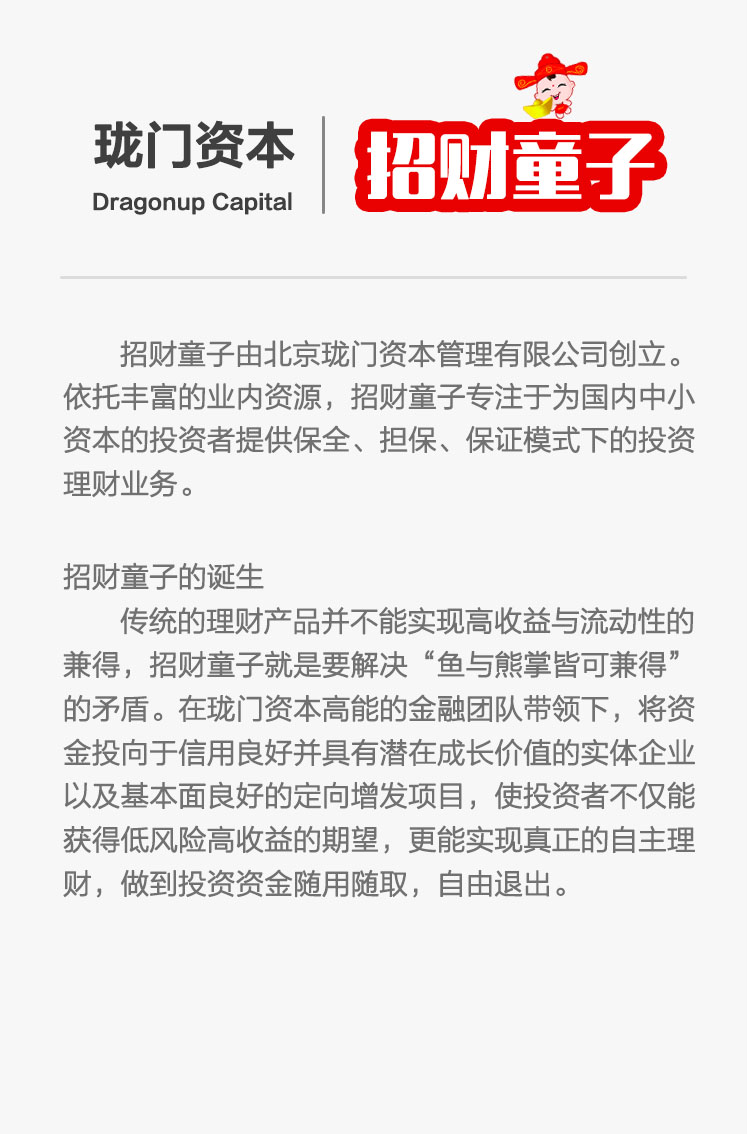 珑门资本
Dragonup Capital
招财童子
招财童子由北京珑门资本管理有限公司创立。
依托丰富的业内资源，招财童子专注于为国内中小
资本的投资者提供保全、担保、保证模式下的投资
理财业务。
招财童子的诞生
传统的理财产品并不能实现高收益与流动性的
兼得，招财童子就是要解决“鱼与熊掌皆可兼得”
的矛盾。在珑门资本高能的金融团队带领下，将资
金投向于信用良好并具有潜在成长价值的实体企业
以及基本面良好的定向增发项目，使投资者不仅能
获得低风险高收益的期望，更能实现真正的自主理
财，做到投资资金随用随取，自由退出。